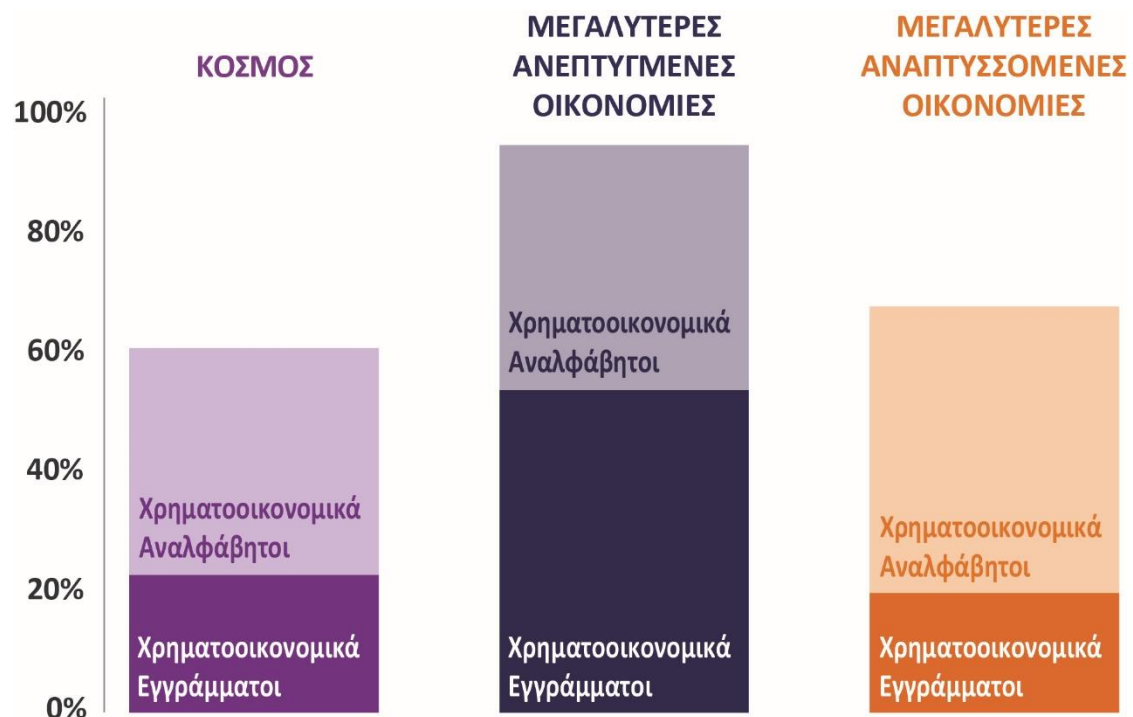 ΚΟΣΜΟΣ
ΜΕΓΑΛΥΤΕΡΕΣ
ΑΝΕΠΤΥΓΜΕΝΕΣ
ΟΙΚΟΝΟΜΙΕΣ
ΜΕΓΑΛΥΤΕΡΕΣ
ΑΝΑΠΤΥΣΣΟΜΕΝΕΣ
ΟΙΚΟΝΟΜΙΕΣ
100%
80%
60%
40%
20%
0%
Χρηματοοικονομικά
Αναλφάβητοι
Χρηματοοικονομικά
Εγγράμματοι
Χρηματοοικονομικά
Αναλφάβητοι
Χρηματοοικονομικά
Εγγράμματοι
Χρηματοοικονομικά
Αναλφάβητοι
Χρηματοοικονομικά
Εγγράμματοι